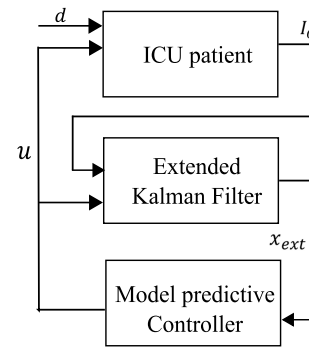 d
ICU patient
u
Extended
Kalman Filter
x_ext
Model predictive
Controller